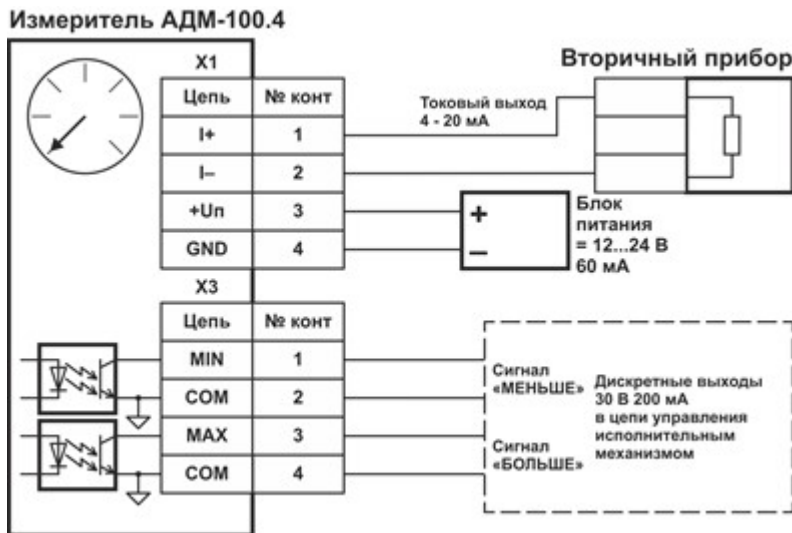 Измеритель АДМ-100.4
X1
Цепь № конт
I+ 1
I– 2
+Uп 3
GND 4
Токовый выход
4 - 20 мА
Вторичный прибор
+
–
Блок
питания
= 12...24 В
60 мА
X3
Цепь № конт
MIN 1
COM 2
MAX 3
COM 4
Сигнал
«МЕНЬШЕ»
Сигнал
«БОЛЬШЕ»
Дискретные выходы
30 В 200 мА
в цепи управления
исполнительным
механизмом